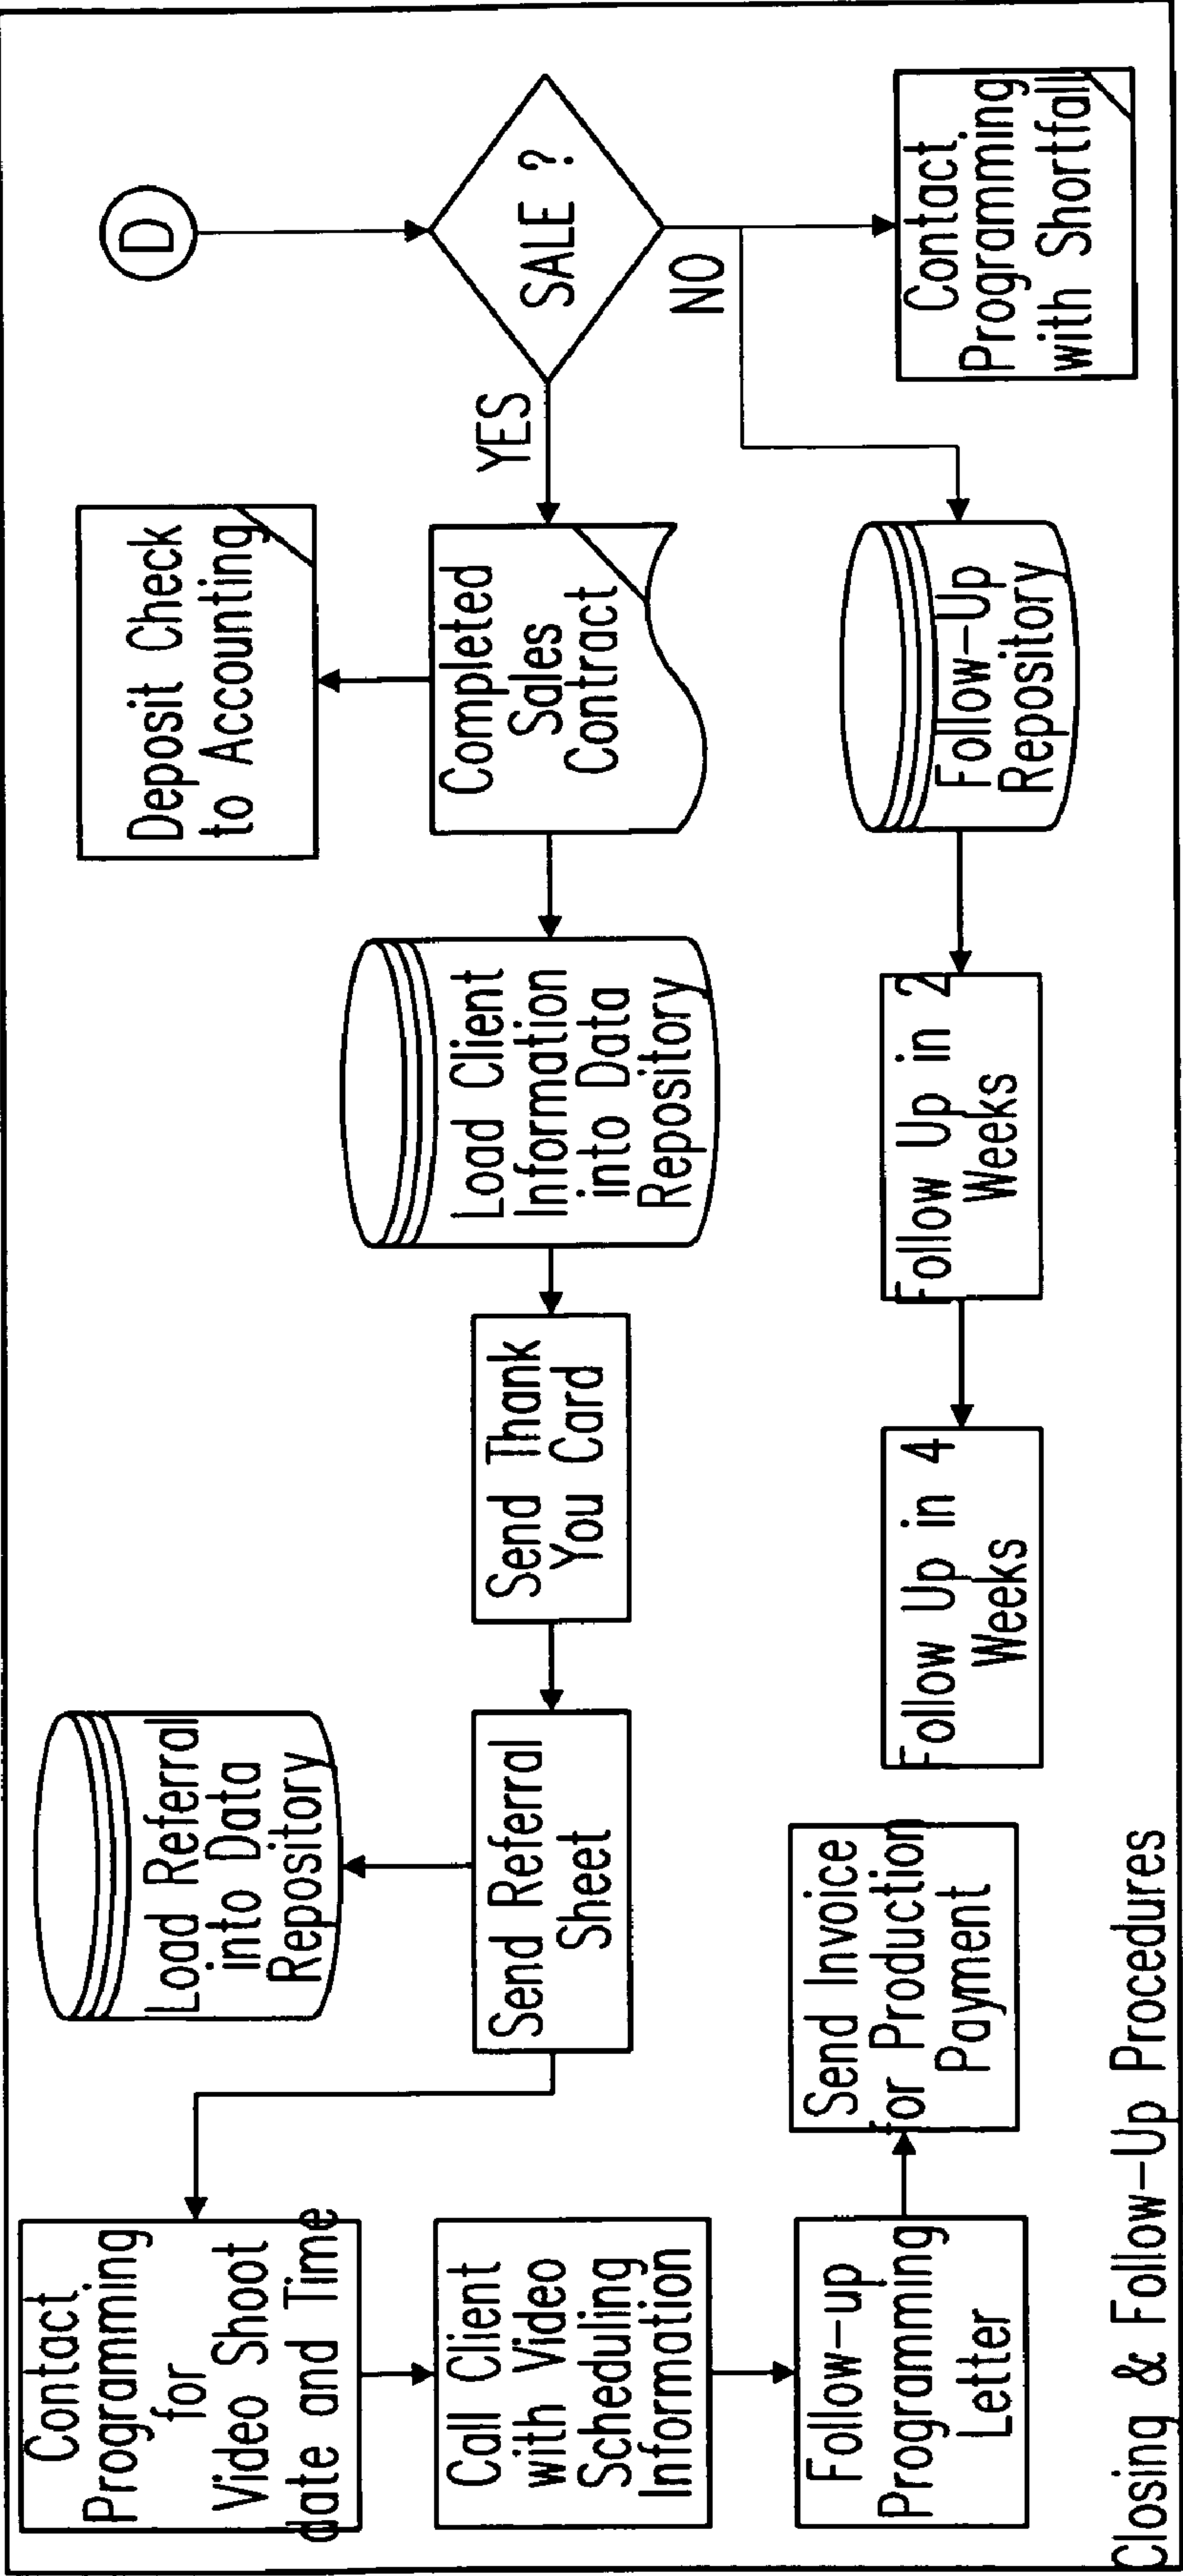 D
SALE ?
YES
NO
Contact
Programming
with Shortfall
Deposit Check
to Accounting
Completed
Sales
Contract
Follow-Up
Repository
Load Client
Information
into Data
Repository
Follow Up in 2
Weeks
Send Thank
You Card
Follow Up in 4
Weeks
Load Referral
into Data
Repository
Send Referral
Sheet
Contact
Programming
for
Video Shoot
date and Time
Call Client
with Video
Scheduling
Information
Follow-up
Programming
Letter
Send Invoice
for Production
Payment
Closing & Follow-Up Procedures